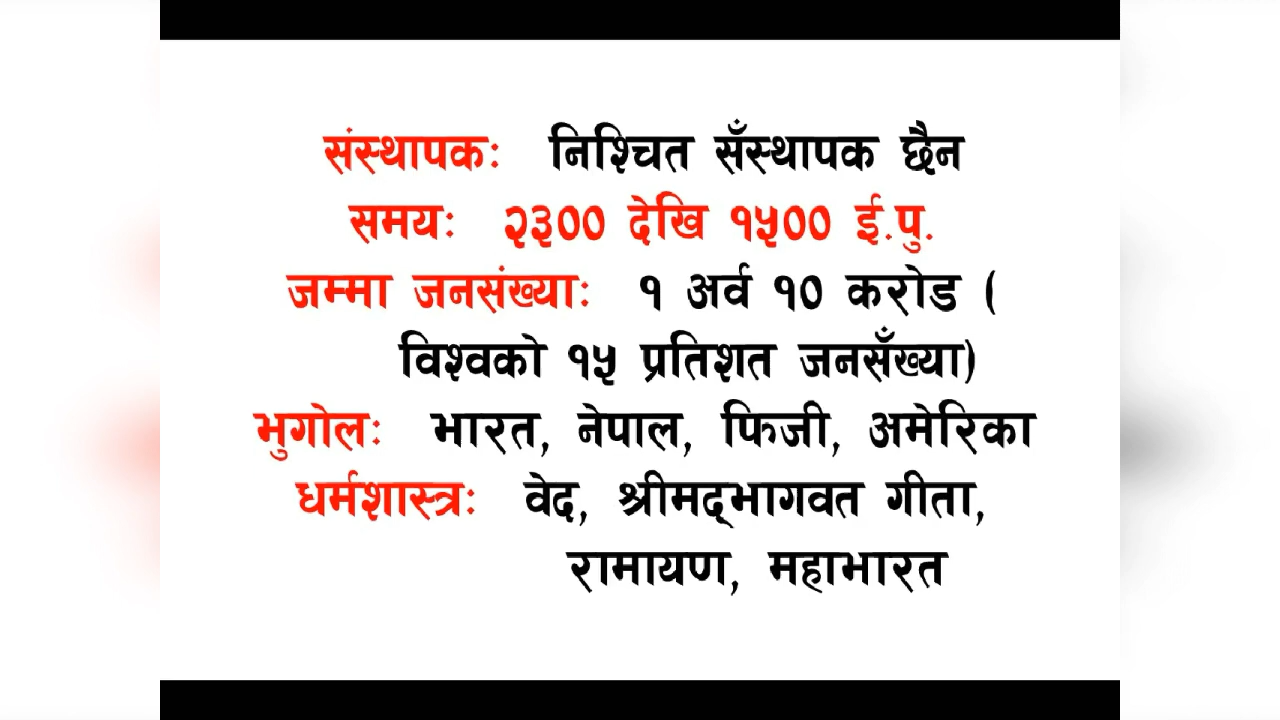 संस्थापकः निश्चित सँस्थापक छैन
समयः २३०० देखि १५०० ई.पु.
जम्मा जनसंख्याः १ अर्व १० करोड (
विश्वको १५ प्रतिशत जनसँख्या)
भुगोलः भारत, नेपाल, फिजी, अमेरिका
धर्मशास्त्रः वेद, श्रीमद्भागवत गीता,
रामायण, महाभारत